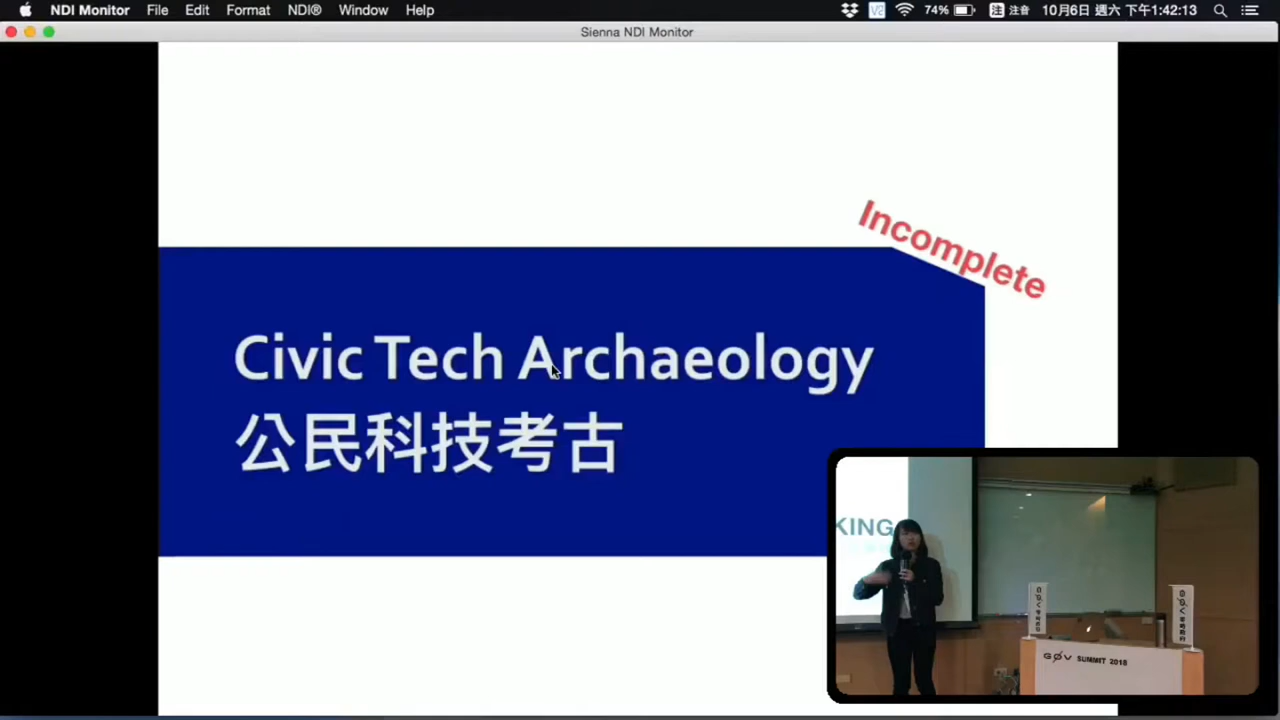 NDI Monitor File Edit Format NDI® Window Help 74% 注 注音 10月6日 週六 下午1:42:13
Sienna NDI Monitor
Incomplete
Civic Tech Archaeology
公民科技考古
KING
GØV SUMMIT 2018